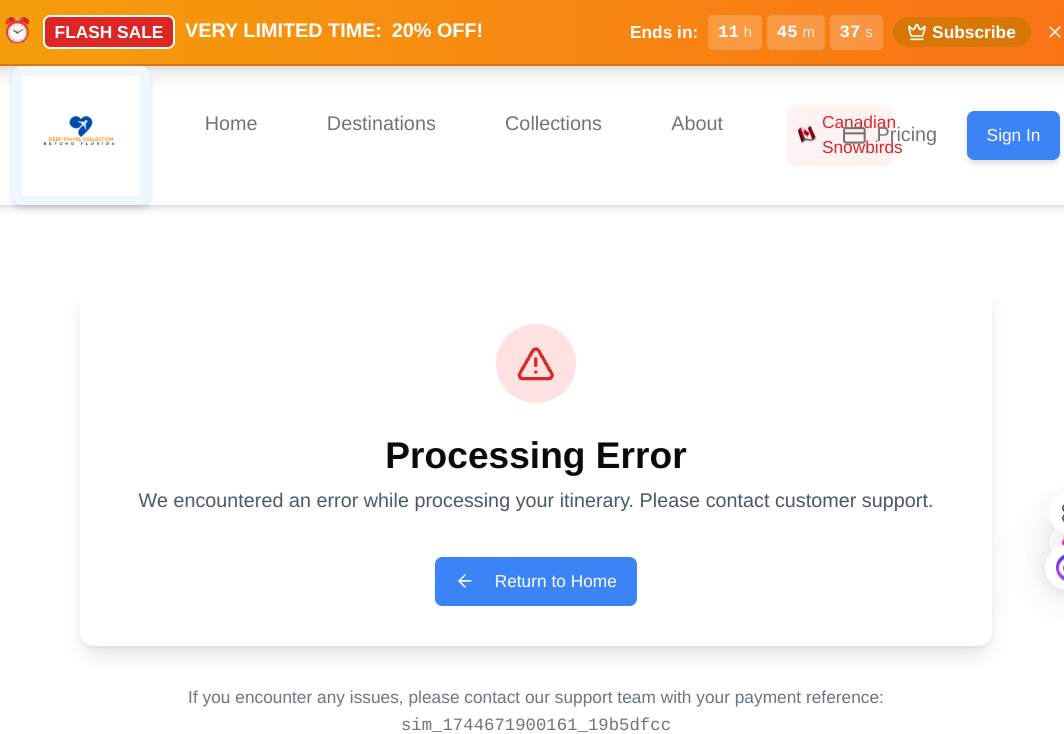 FLASH SALE VERY LIMITED TIME: 20% OFF! Ends in: 11 h 45 m 37 s Subscribe
DEEP TRAVEL COLLECTION
BEYOND FLORIDA
Home Destinations Collections About
Canadian
Snowbirds
Pricing
Sign In
Processing Error
We encountered an error while processing your itinerary. Please contact customer support.
Return to Home
If you encounter any issues, please contact our support team with your payment reference:
sim_1744671900161_19b5dfcc